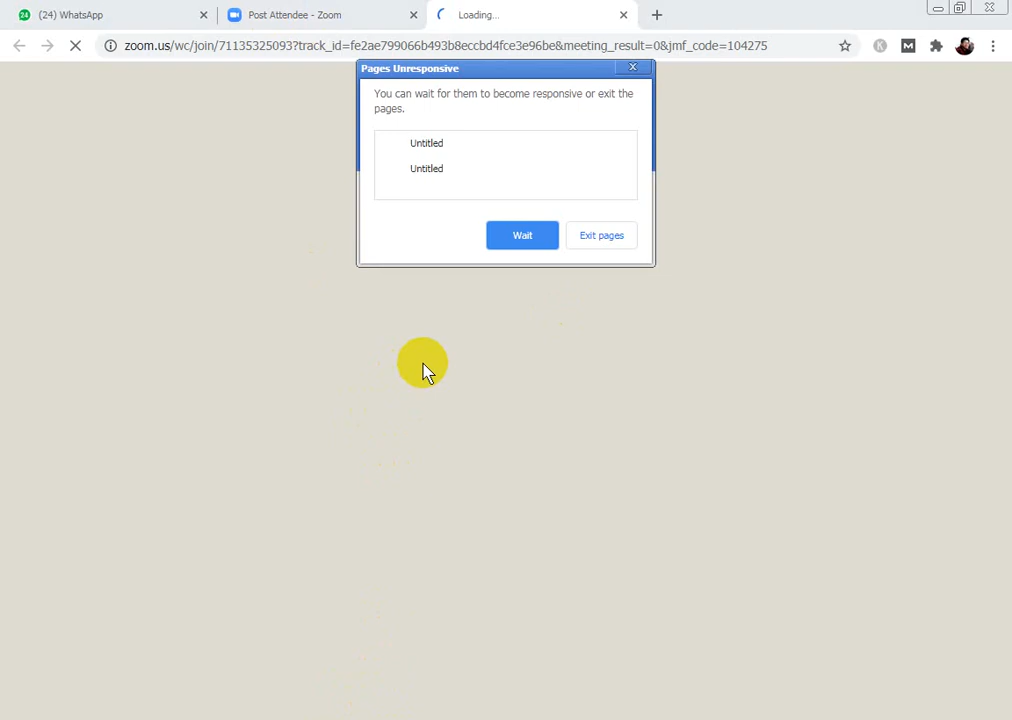 24 (24) WhatsApp
Post Attendee - Zoom
Loading...
zoom.us/wc/join/71135325093?track_id=fe2ae799066b493b8eccbd4fce3e96be&meeting_result=0&jmf_code=104275
K
M
Pages Unresponsive
You can wait for them to become responsive or exit the
pages.
Untitled
Untitled
Wait
Exit pages